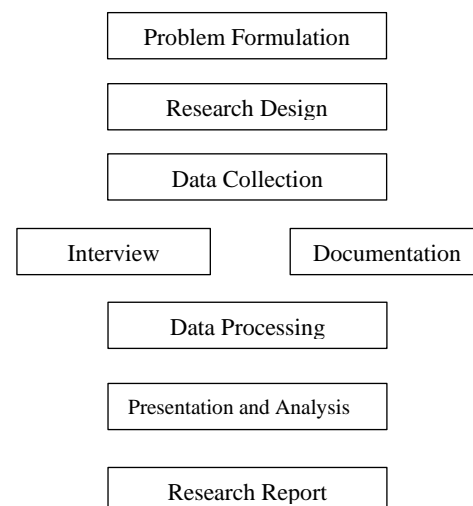 Problem Formulation
Research Design
Data Collection
Interview
Documentation
Data Processing
Presentation and Analysis
Research Report